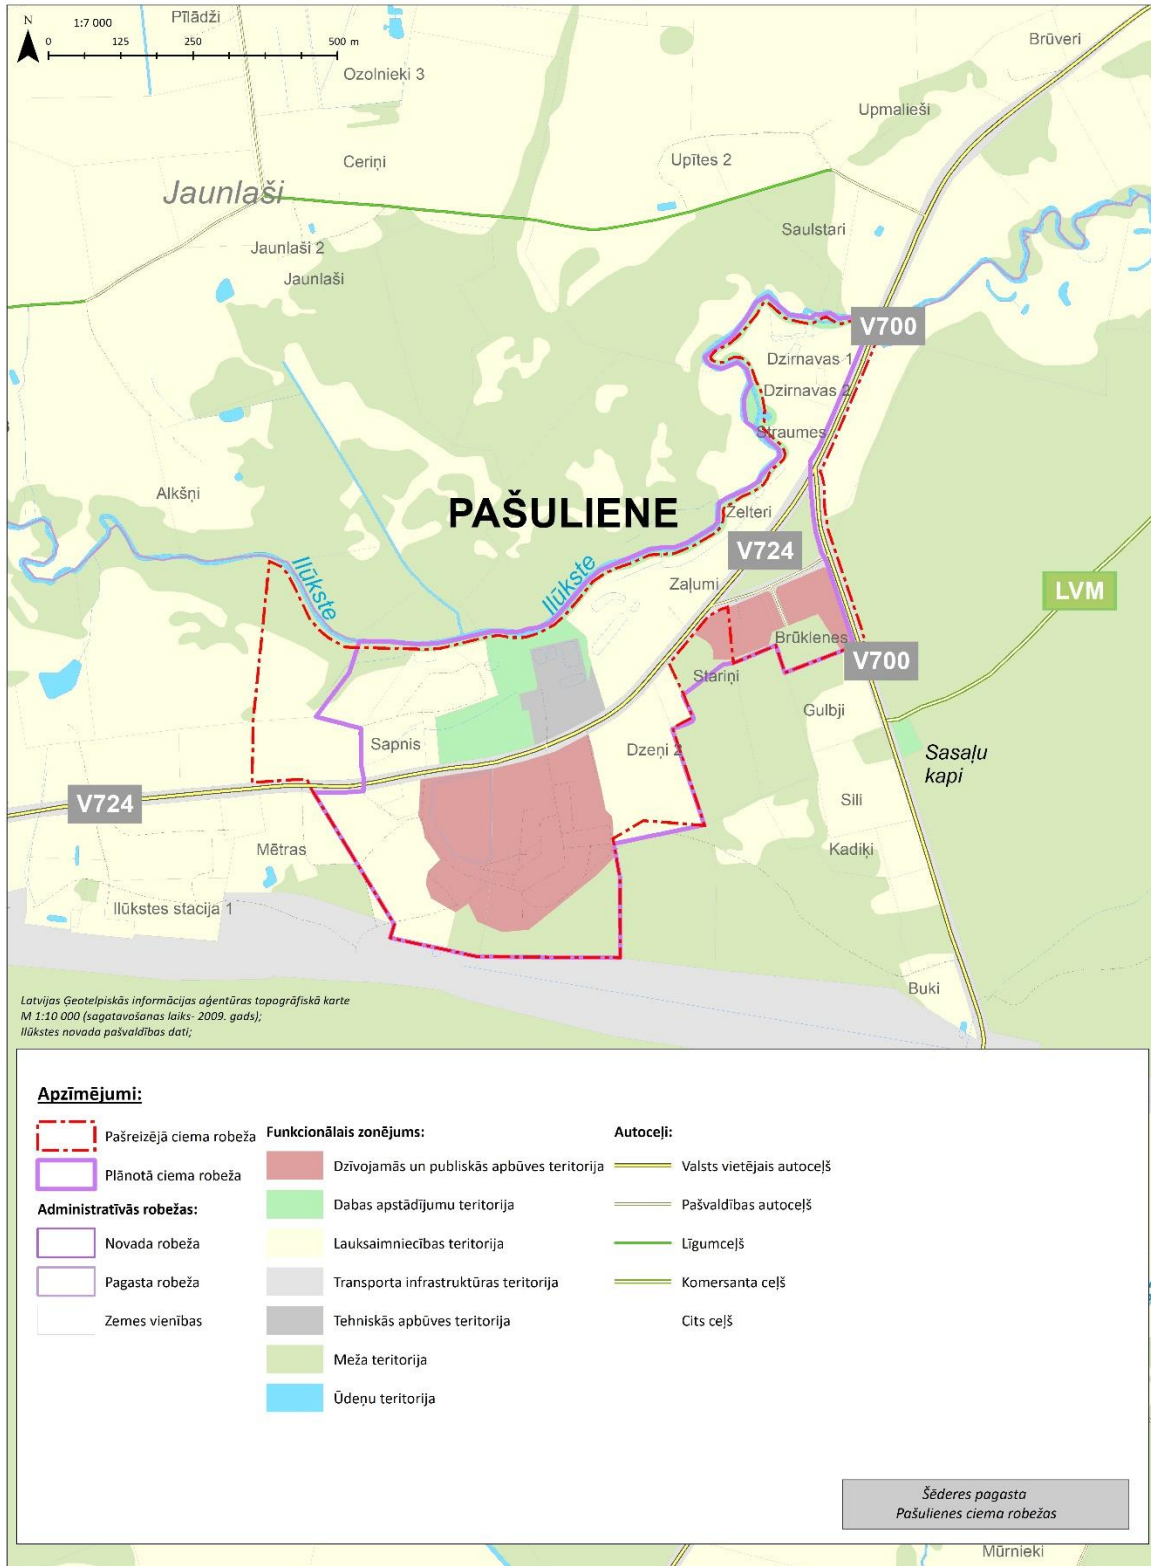 N
1:7 000
0 125 250 500 m
Pīlādži
Ozolnieki 3
Brūveri
Upmalieši
Ceriņi
Upītes 2
Jaunlaši
Saulstari
Jaunlaši 2
Jaunlaši
V700
Dzirnavas 1
Dzirnavas 2
Straumes
Alkšņi
PAŠULIENE
Zelteri
V724
Ilūkste
Ilūkste
Zaļumi
LVM
Brūklenes
V700
Stariņi
Gulbji
Sapnis
Dzeņi 2
Sasaļu
kapi
V724
Sili
Mētras
Kadiķi
Ilūkstes stacija 1
Buki
Latvijas Ģeotelpiskās informācijas aģentūras topogrāfiskā karte
M 1:10 000 (sagatavošanas laiks- 2009. gads);
Ilūkstes novada pašvaldības dati;
Apzīmējumi:
Pašreizējā ciema robeža
Plānotā ciema robeža
Administratīvās robežas:
Novada robeža
Pagasta robeža
Zemes vienības
Funkcionālais zonējums:
Dzīvojamās un publiskās apbūves teritorija
Dabas apstādījumu teritorija
Lauksaimniecības teritorija
Transporta infrastruktūras teritorija
Tehniskās apbūves teritorija
Meža teritorija
Ūdeņu teritorija
Autoceļi:
Valsts vietējais autoceļš
Pašvaldības autoceļš
Līgumceļš
Komersanta ceļš
Cits ceļš
Šēderes pagasta
Pašulienes ciema robežas
Mūrnieki